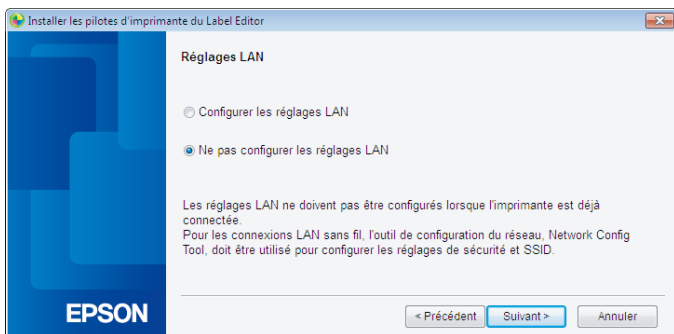 Installer les pilotes d'imprimante du Label Editor
Réglages LAN
Configurer les réglages LAN
Ne pas configurer les réglages LAN
Les réglages LAN ne doivent pas être configurés lorsque l'imprimante est déjà
connectée.
Pour les connexions LAN sans fil, l'outil de configuration du réseau, Network Config
Tool, doit être utilisé pour configurer les réglages de sécurité et SSID.
EPSON
< Précédent Suivant > Annuler